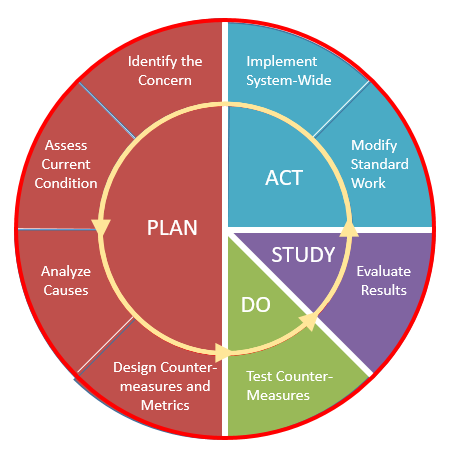 Identify the
Concern
Implement
System-Wide
Assess
Current
Condition
Modify
Standard
Work
ACT
PLAN
STUDY
Analyze
Causes
Evaluate
Results
DO
Design Counter-
measures and
Metrics
Test Counter-
Measures